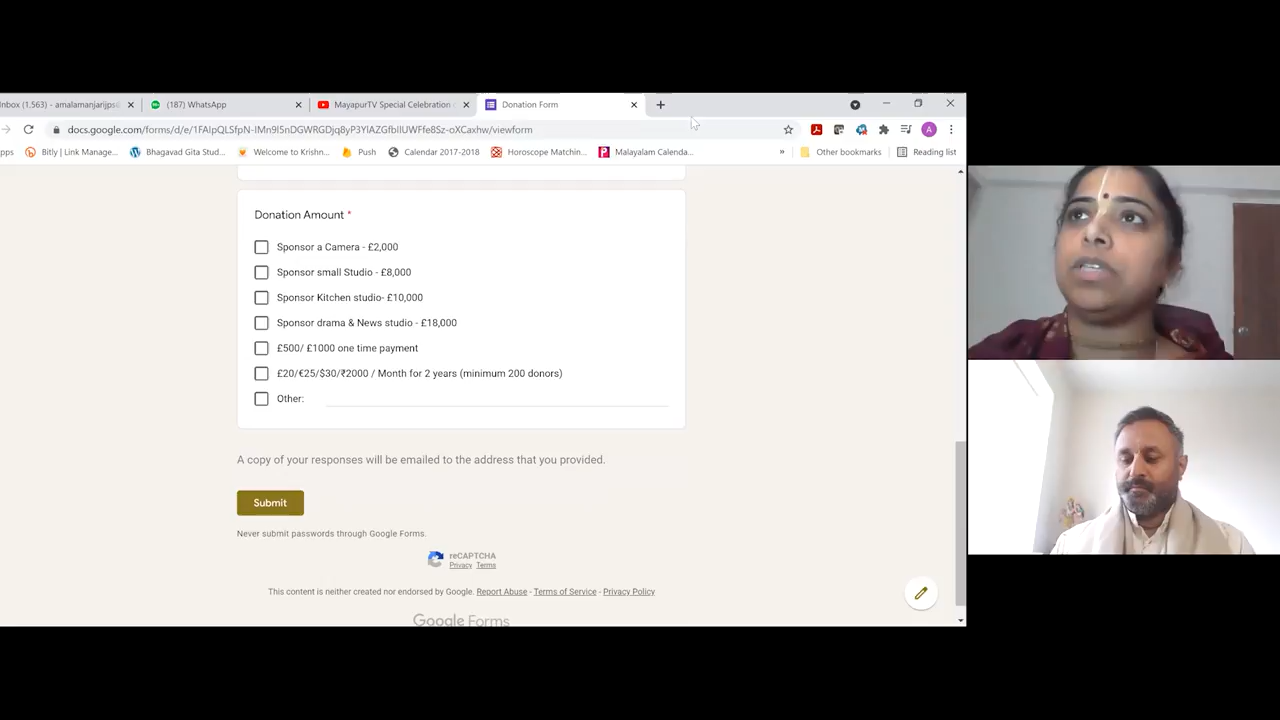 Inbox (1,563) - amalamanjarijps
(187) WhatsApp
MayapurTV Special Celebration
Donation Form
docs.google.com/forms/d/e/1FAIpQLSfpN-IMn9I5nDGWRGDjq8yP3YlAZGfbIlUWFfe8Sz-oXCaxhw/viewform
Bitly | Link Manage...
Bhagavad Gita Stud...
Welcome to Krishn...
Push
Calendar 2017-2018
Horoscope Matchin...
Malayalam Calenda...
»
Other bookmarks
Reading list
Donation Amount *
Sponsor a Camera - £2,000
Sponsor small Studio - £8,000
Sponsor Kitchen studio- £10,000
Sponsor drama & News studio - £18,000
£500/ £1000 one time payment
£20/€25/$30/₹2000 / Month for 2 years (minimum 200 donors)
Other:
A copy of your responses will be emailed to the address that you provided.
Submit
Never submit passwords through Google Forms.
reCAPTCHA
Privacy Terms
This content is neither created nor endorsed by Google. Report Abuse - Terms of Service - Privacy Policy
Google Forms